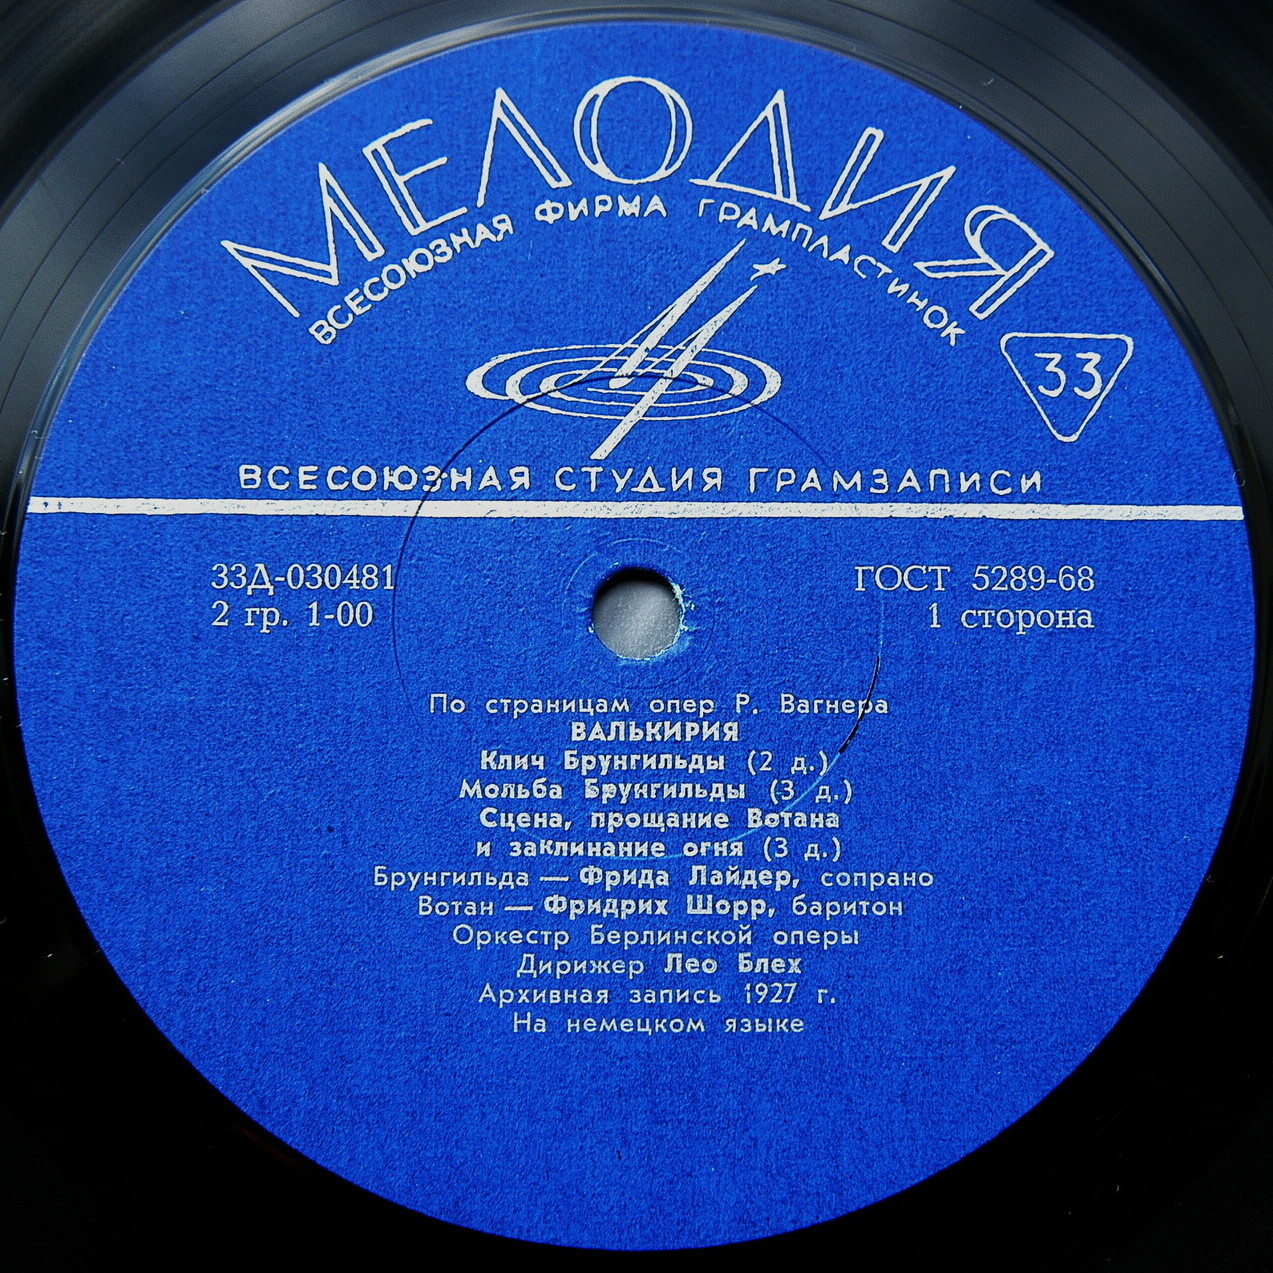 МЕЛОДИЯ
ВСЕСОЮЗНАЯ ФИРМА ГРАМПЛАСТИНОК
33
ВСЕСОЮЗНАЯ СТУДИЯ ГРАМЗАПИСИ
33Д-030481
ГОСТ 5289-68
2 гр. 1-00
1 сторона
По страницам опер Р. Вагнера
ВАЛЬКИРИЯ
Клич Брунгильды (2 д.)
Мольба Брунгильды (3 д.)
Сцена, прощание Вотана
и заклинание огня (3 д.)
Брунгильда — Фрида Лайдер, сопрано
Вотан — Фридрих Шорр, баритон
Оркестр Берлинской оперы
Дирижер Лео Блех
Архивная запись 1927 г.
На немецком языке